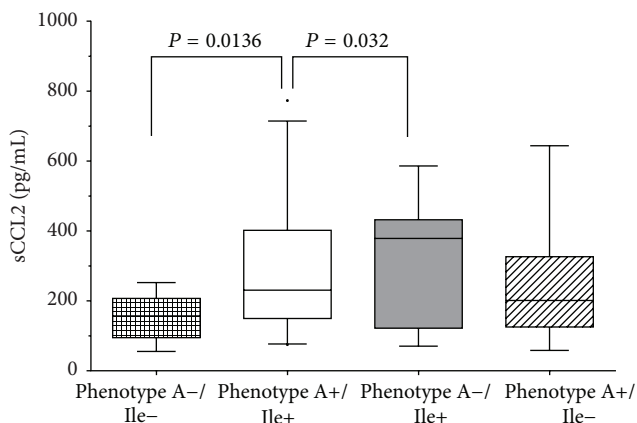 1000
P = 0.0136
P = 0.032
800
600
400
200
0
sCCL2 (pg/mL)
Phenotype A−/
Ile−
Phenotype A+/
Ile+
Phenotype A−/
Ile+
Phenotype A+/
Ile−